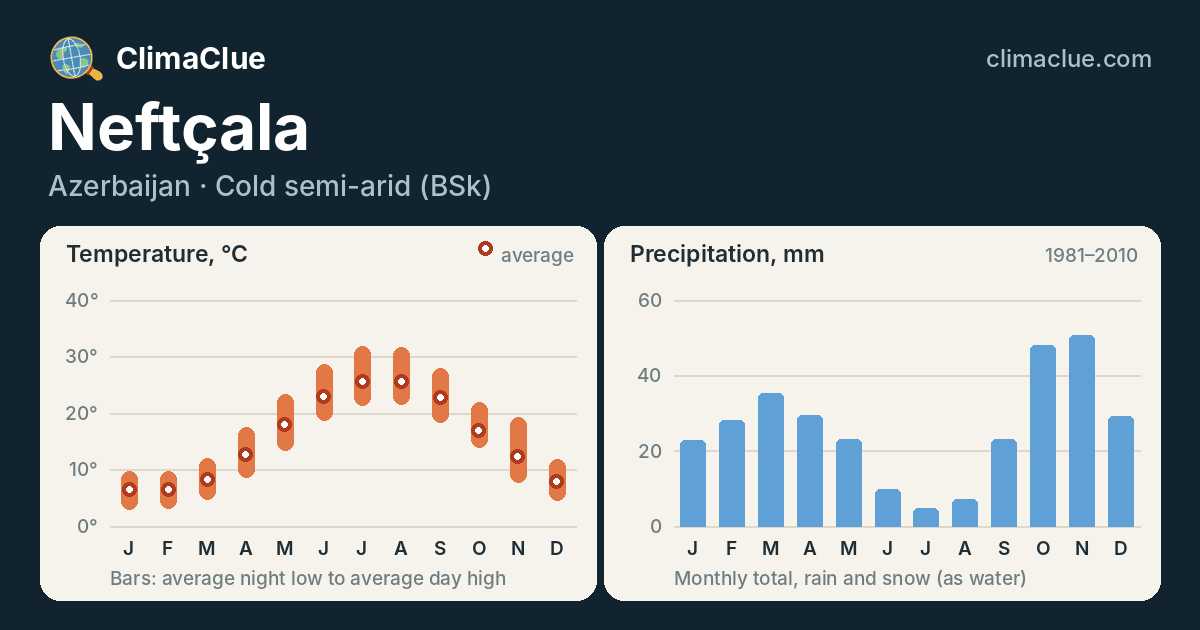 ClimaClue
climaclue.com
Neftçala
Azerbaijan · Cold semi-arid (BSk)
Temperature, °C
average
40°
30°
20°
10°
0°
J F M A M J J A S O N D
Bars: average night low to average day high
Precipitation, mm
1981–2010
60
40
20
0
J F M A M J J A S O N D
Monthly total, rain and snow (as water)